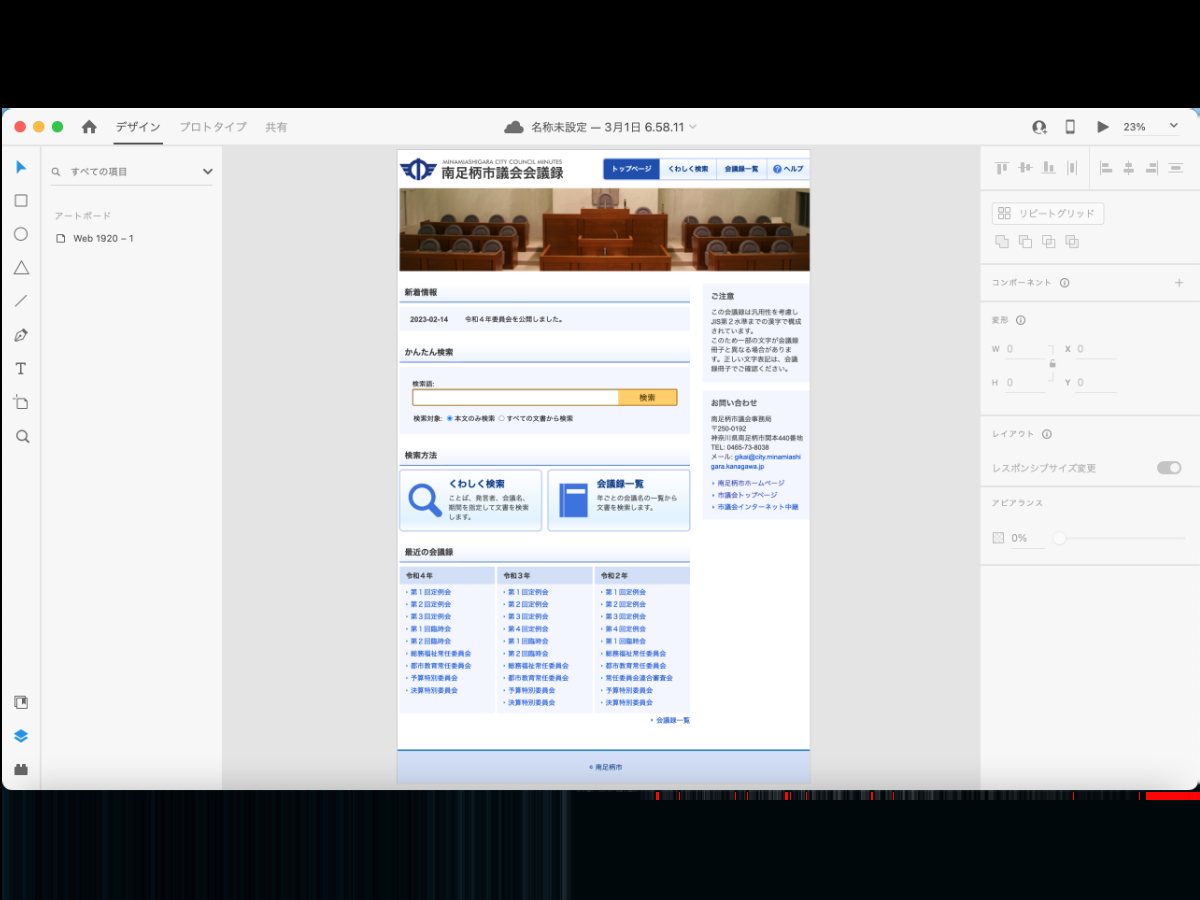 デザイン
プロトタイプ
共有
名称未設定 — 3月1日 6.58.11
23%
すべての項目
アートボード
Web 1920 – 1
MINAMIASHIGARA CITY COUNCIL MINUTES
南足柄市議会会議録
トップページ
くわしく検索
会議録一覧
ヘルプ
新着情報
2023-02-14 令和4年委員会を公開しました。
かんたん検索
検索語:
検索
検索対象: 本文のみ検索 すべての文書から検索
検索方法
くわしく検索
ことば、発言者、会議名、
期間を指定して文書を検索
します。
会議録一覧
年ごとの会議名の一覧から
文書を検索します。
最近の会議録
令和4年
第1回定例会
第2回定例会
第3回定例会
第1回臨時会
第2回臨時会
総務福祉常任委員会
都市教育常任委員会
予算特別委員会
決算特別委員会
令和3年
第1回定例会
第2回定例会
第3回定例会
第4回定例会
第1回臨時会
第2回臨時会
総務福祉常任委員会
都市教育常任委員会
予算特別委員会
決算特別委員会
令和2年
第1回定例会
第2回定例会
第3回定例会
第4回定例会
第1回臨時会
総務福祉常任委員会
都市教育常任委員会
常任委員会連合審査会
予算特別委員会
決算特別委員会
会議録一覧
ご注意
この会議録は汎用性を考慮し
JIS第2水準までの漢字で構成
されています。
このため一部の文字が会議録
冊子と異なる場合がありま
す。正しい文字表記は、会議
録冊子でご確認ください。
お問い合わせ
南足柄市議会事務局
〒250-0192
神奈川県南足柄市関本440番地
TEL: 0465-73-8038
メール: gikai@city.minamiashi
gara.kanagawa.jp
南足柄市ホームページ
市議会トップページ
市議会インターネット中継
© 南足柄市
リピートグリッド
コンポーネント
変形
W 0 X 0
H 0 Y 0
レイアウト
レスポンシブサイズ変更
アピアランス
0%